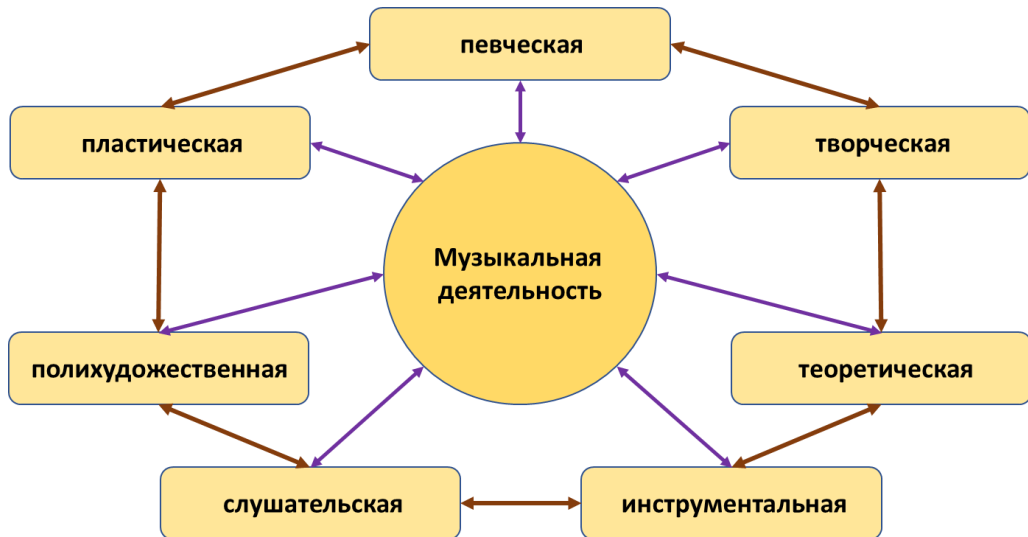 певческая
пластическая
творческая
Музыкальная
деятельность
полихудожественная
теоретическая
слушательская
инструментальная